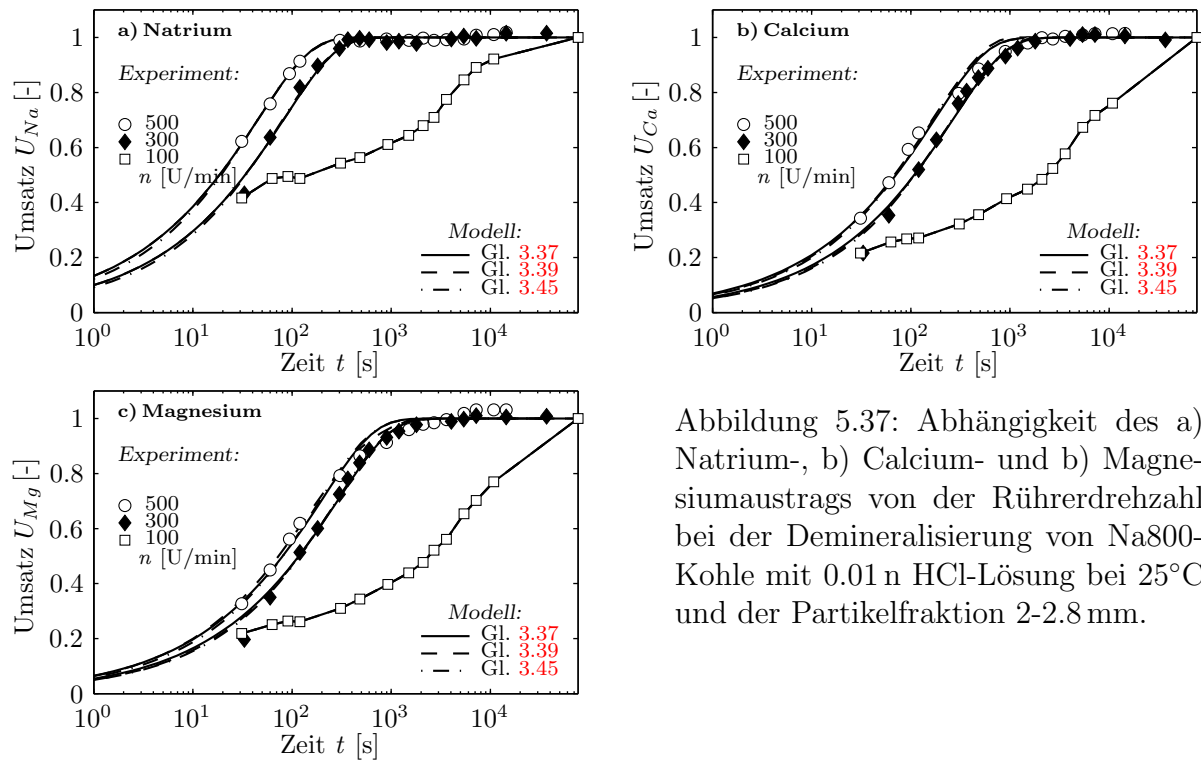 a) Natrium
Experiment:
500
300
100
n [U/min]
Modell:
Gl. 3.37
Gl. 3.39
Gl. 3.45
Umsatz U_Na [-]
1
0.8
0.6
0.4
0.2
0
10^0 10^1 10^2 10^3 10^4
Zeit t [s]
b) Calcium
Experiment:
500
300
100
n [U/min]
Modell:
Gl. 3.37
Gl. 3.39
Gl. 3.45
Umsatz U_Ca [-]
1
0.8
0.6
0.4
0.2
0
10^0 10^1 10^2 10^3 10^4
Zeit t [s]
c) Magnesium
Experiment:
500
300
100
n [U/min]
Modell:
Gl. 3.37
Gl. 3.39
Gl. 3.45
Umsatz U_Mg [-]
1
0.8
0.6
0.4
0.2
0
10^0 10^1 10^2 10^3 10^4
Zeit t [s]
Abbildung 5.37: Abhängigkeit des a)
Natrium-, b) Calcium- und b) Magne-
siumaustrags von der Rührerdrehzahl
bei der Demineralisierung von Na800-
Kohle mit 0.01 n HCl-Lösung bei 25°C
und der Partikelfraktion 2-2.8 mm.